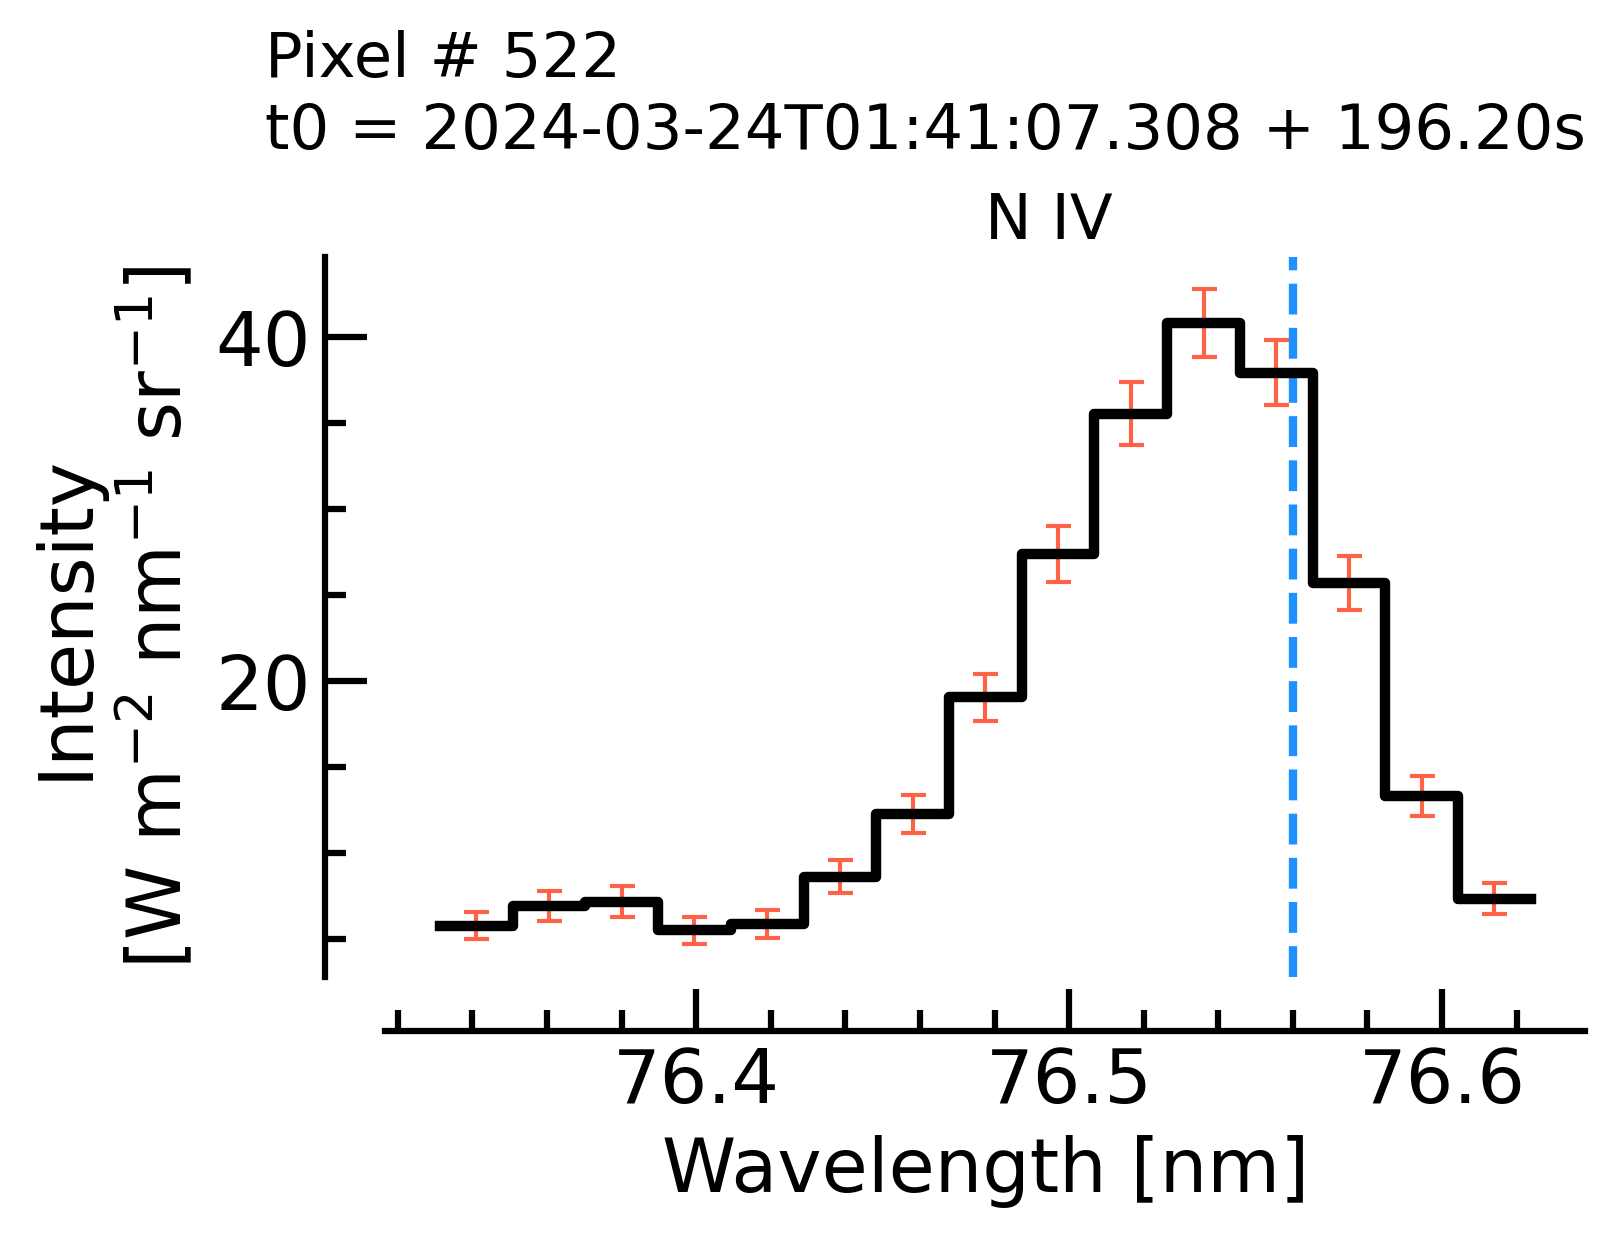 Pixel # 522
t0 = 2024-03-24T01:41:07.308 + 196.20s
N IV
Intensity
[W m⁻² nm⁻¹ sr⁻¹]
40
20
76.4 76.5 76.6
Wavelength [nm]